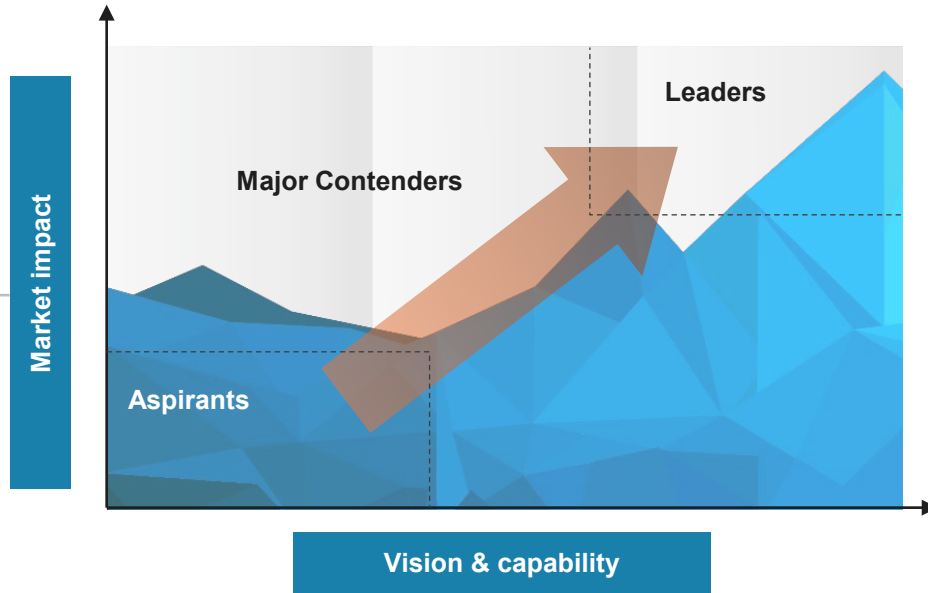 Leaders
Major Contenders
Market impact
Aspirants
Vision & capability